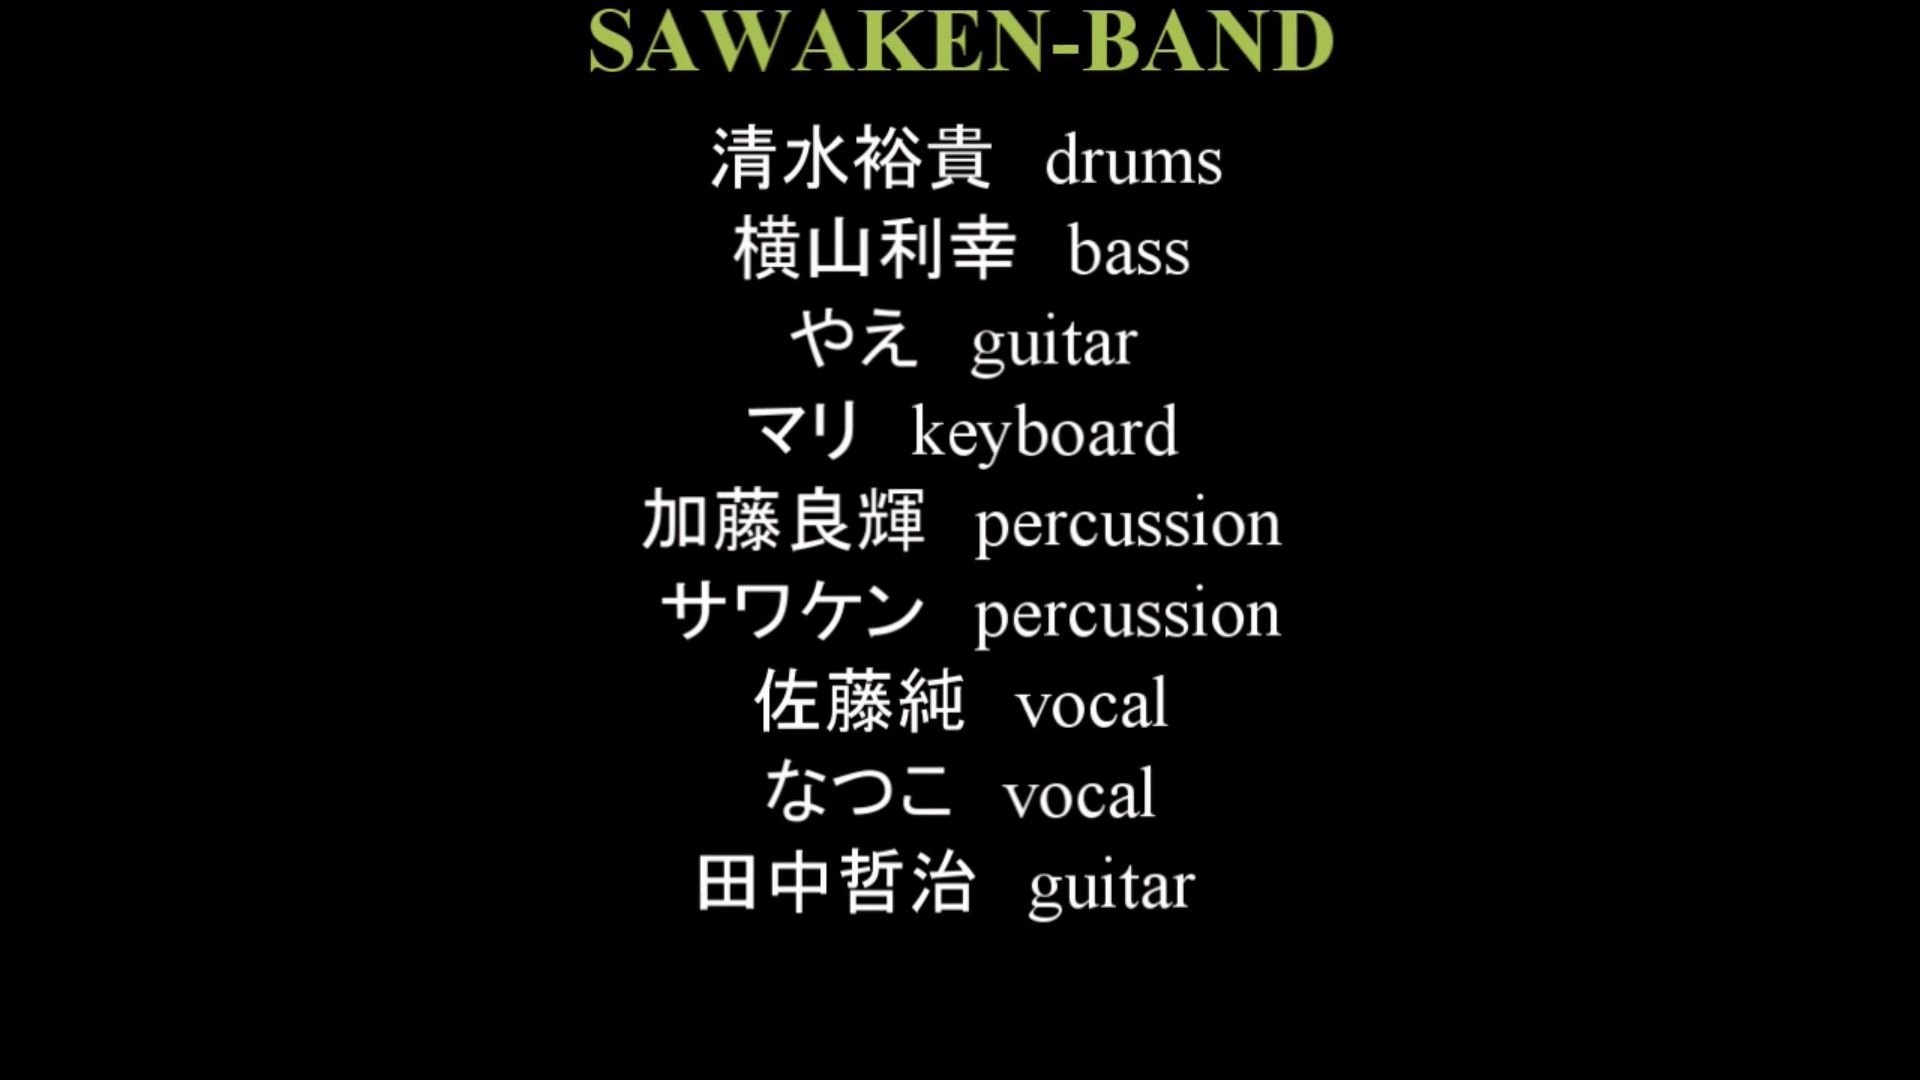 SAWAKEN-BAND
清水裕貴 drums
横山利幸 bass
やえ guitar
マリ keyboard
加藤良輝 percussion
サワケン percussion
佐藤純 vocal
なつこ vocal
田中哲治 guitar